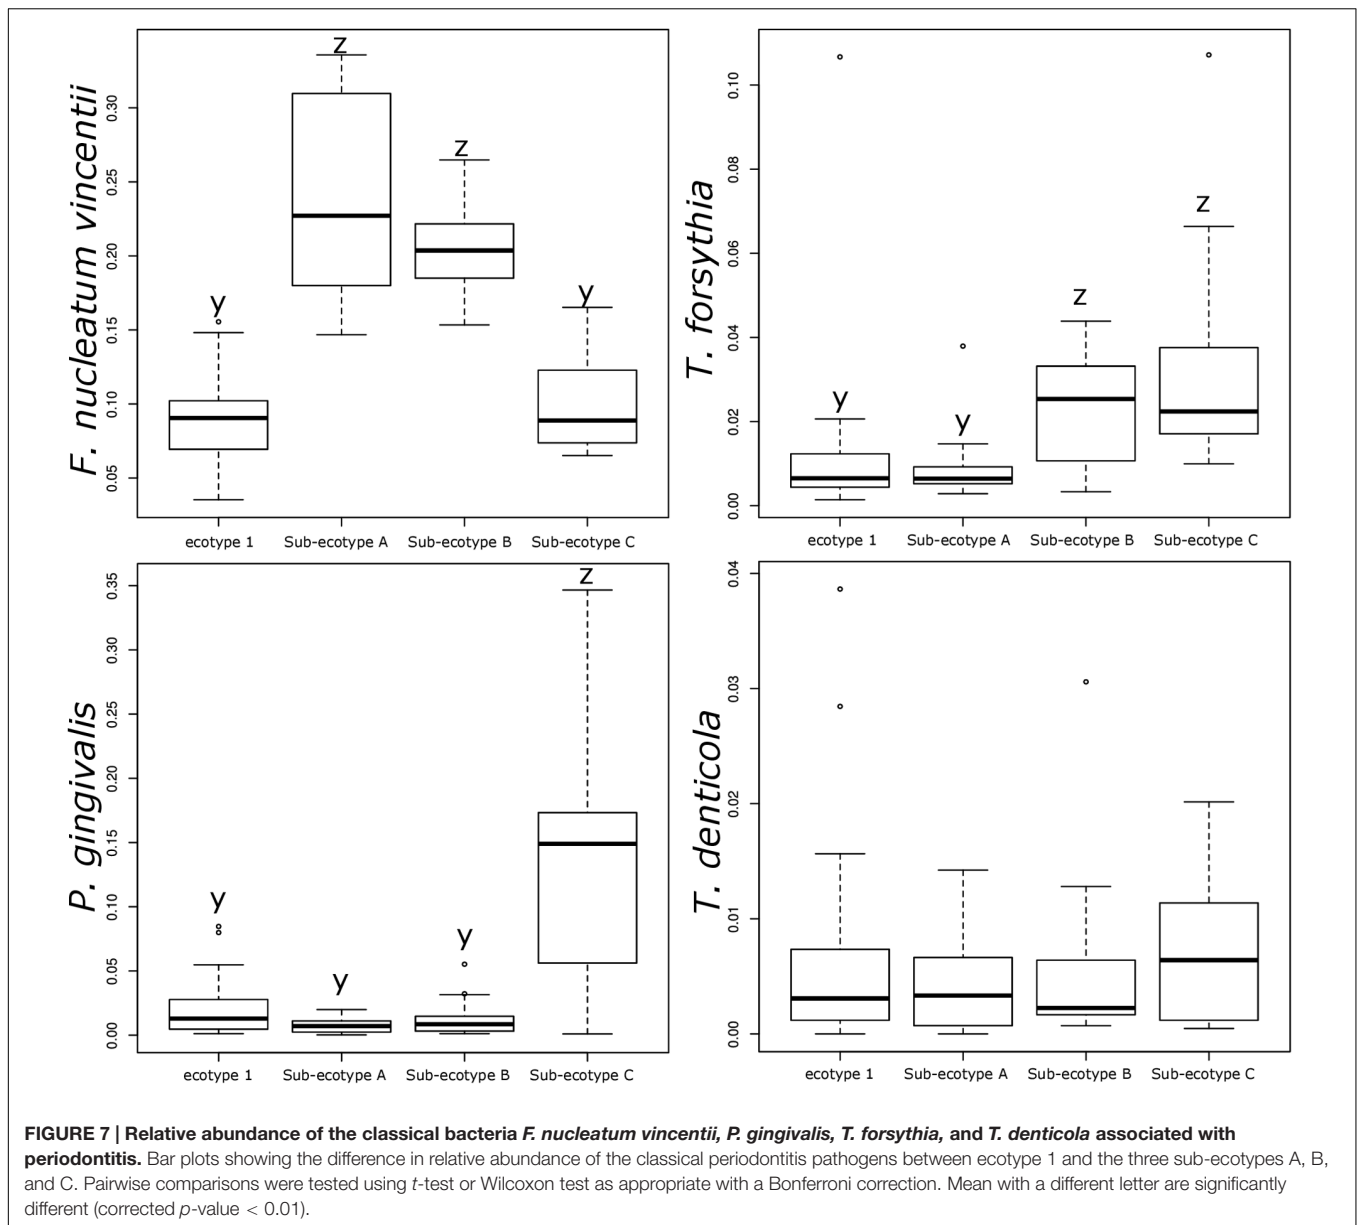 F. nucleatum vincentii
0.05 0.10 0.15 0.20 0.25 0.30
y z z y
ecotype 1 Sub-ecotype A Sub-ecotype B Sub-ecotype C
T. forsythia
0.00 0.02 0.04 0.06 0.08 0.10
y y z z
ecotype 1 Sub-ecotype A Sub-ecotype B Sub-ecotype C
P. gingivalis
0.00 0.05 0.10 0.15 0.20 0.25 0.30 0.35
y y y z
ecotype 1 Sub-ecotype A Sub-ecotype B Sub-ecotype C
T. denticola
0.00 0.01 0.02 0.03 0.04
ecotype 1 Sub-ecotype A Sub-ecotype B Sub-ecotype C
FIGURE 7 | Relative abundance of the classical bacteria F. nucleatum vincentii, P. gingivalis, T. forsythia, and T. denticola associated with
periodontitis. Bar plots showing the difference in relative abundance of the classical periodontitis pathogens between ecotype 1 and the three sub-ecotypes A, B,
and C. Pairwise comparisons were tested using t-test or Wilcoxon test as appropriate with a Bonferroni correction. Mean with a different letter are significantly
different (corrected p-value < 0.01).